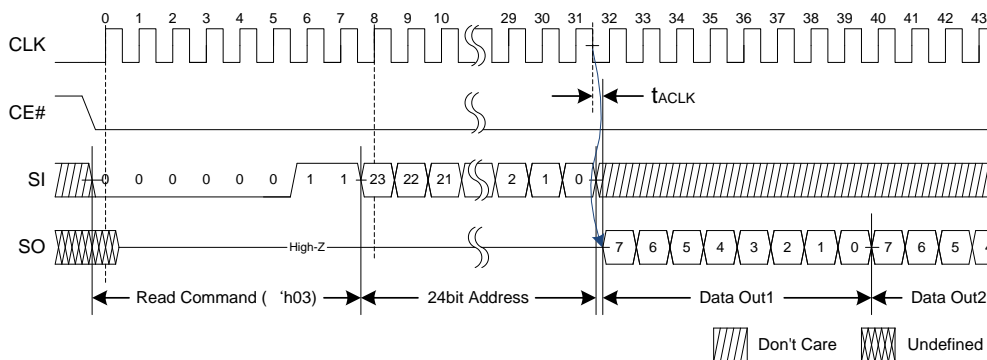 0 1 2 3 4 5 6 7 8 9 10 29 30 31 32 33 34 35 36 37 38 39 40 41 42 43
CLK
tACLK
CE#
SI 0 0 0 0 0 0 1 1 23 22 21 2 1 0
SO High-Z 7 6 5 4 3 2 1 0 7 6 5 4
Read Command ( 'h03) 24bit Address Data Out1 Data Out2
Don't Care Undefined